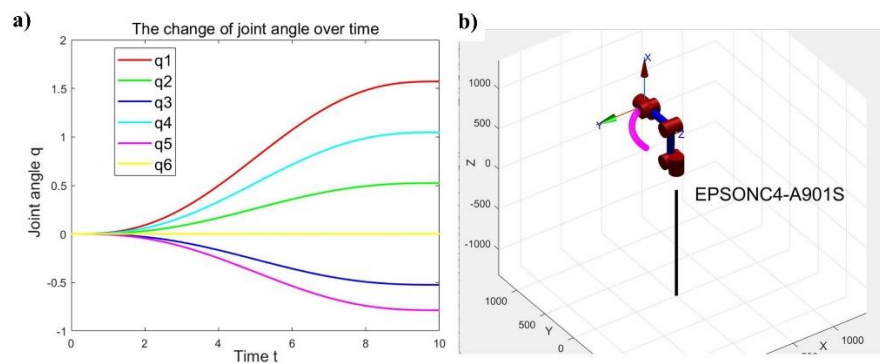 a)
The change of joint angle over time
2
1.5
1
0.5
0
-0.5
-1
Joint angle q
q1
q2
q3
q4
q5
q6
0
2
4
6
8
10
Time t
b)
1000
500
0
-500
-1000
Z
X
Y
Z
EPSONC4-A901S
1000
500
0
Y
X
1000